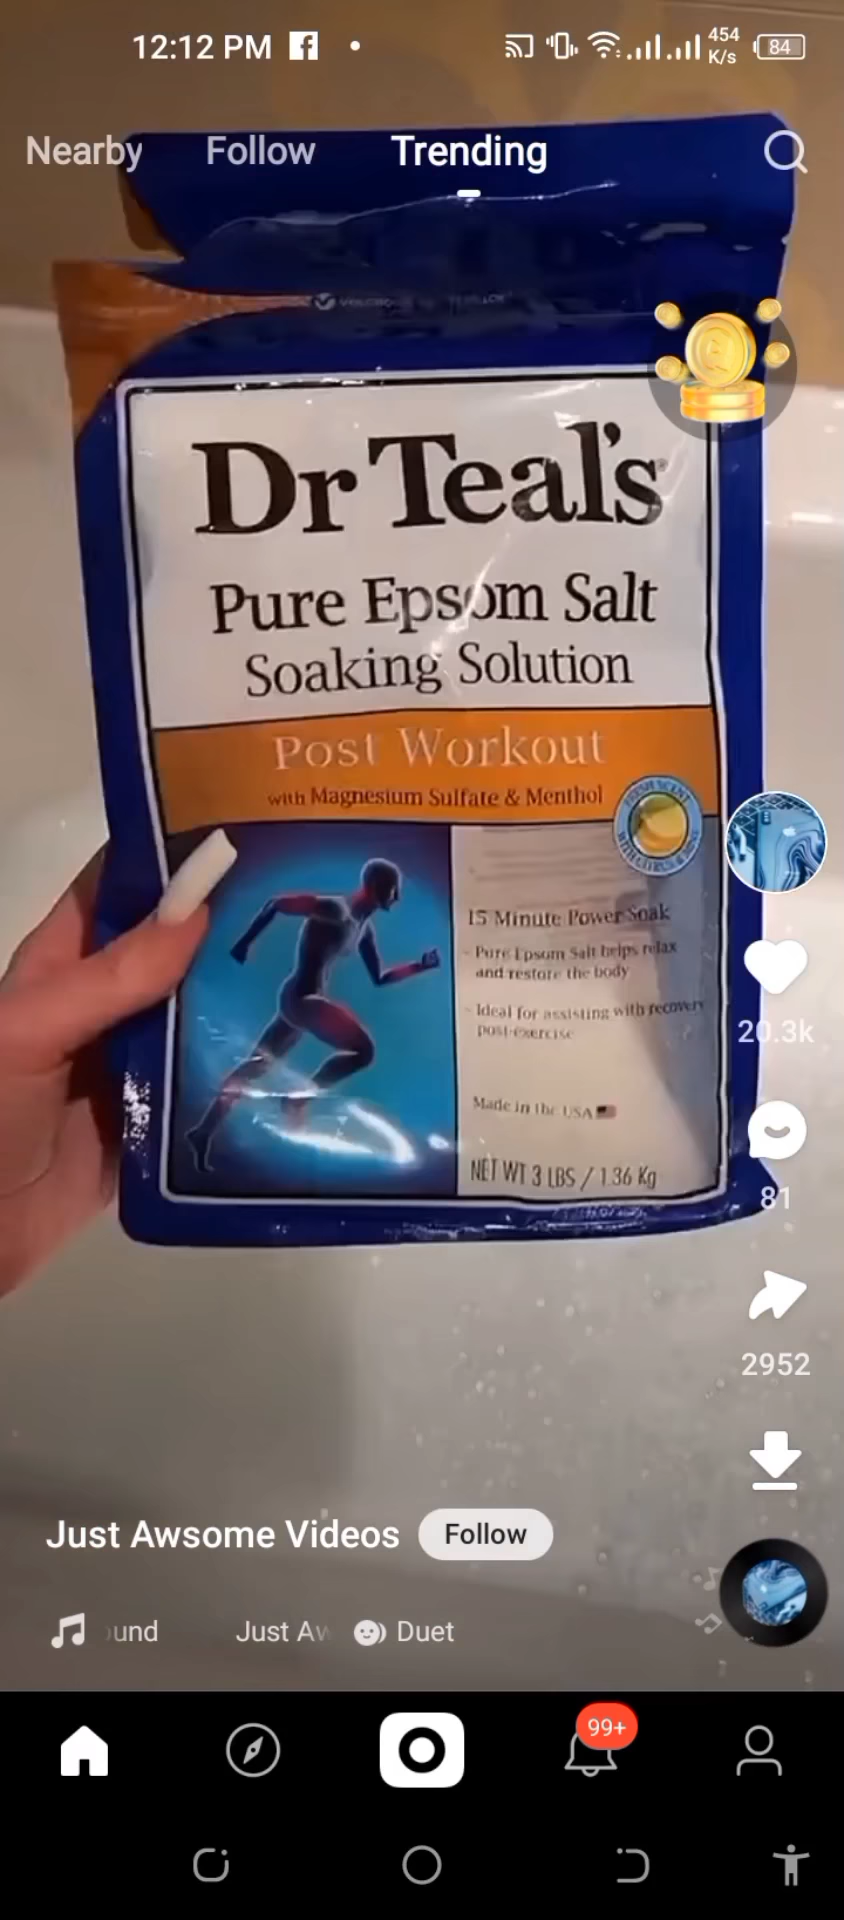 12:12 PM
454
K/s
84
Nearby Follow Trending
Dr Teal's
Pure Epsom Salt
Soaking Solution
Post Workout
with Magnesium Sulfate & Menthol
15 Minute Power Soak
- Pure Epsom Salt helps relax
and restore the body
- Ideal for assisting with recovery
post-exercise
Made in the USA
NET WT 3 LBS / 1.36 Kg
20.3k
81
2952
Just Awsome Videos Follow
ound Just Aw Duet
99+